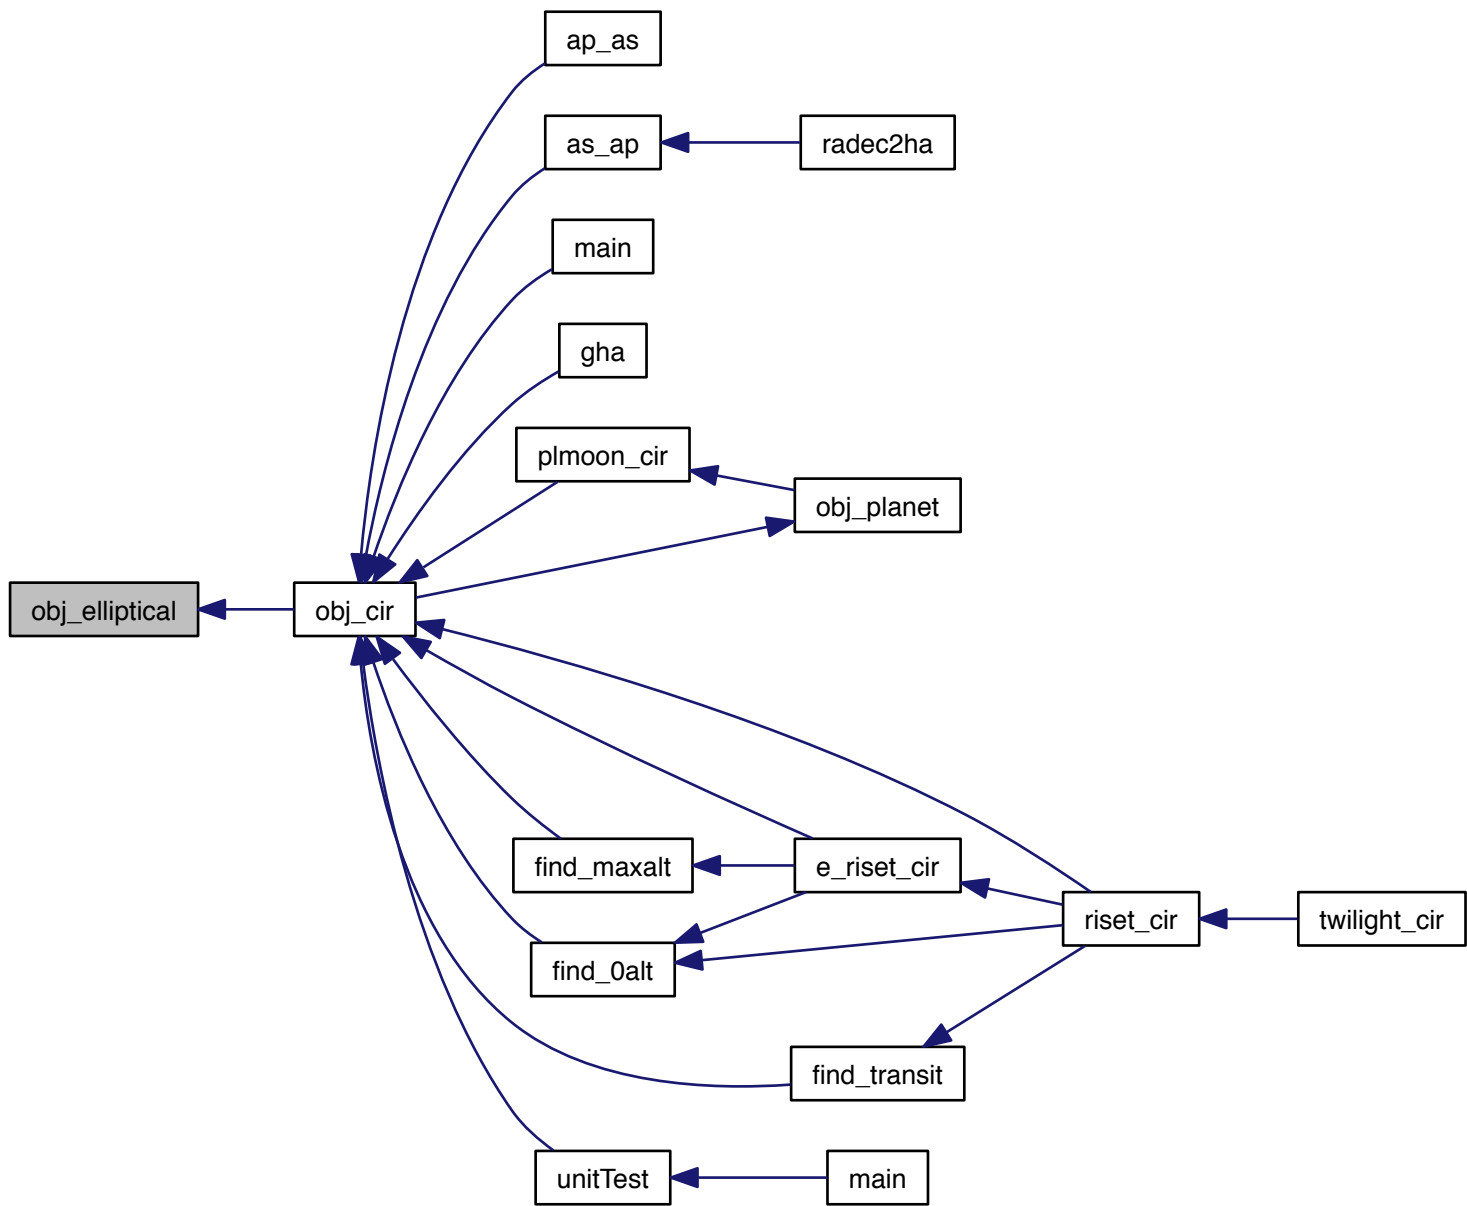 ap_as
as_ap
radec2ha
main
gha
plmoon_cir
obj_planet
obj_elliptical
obj_cir
find_maxalt
e_riset_cir
riset_cir
twilight_cir
find_0alt
find_transit
unitTest
main